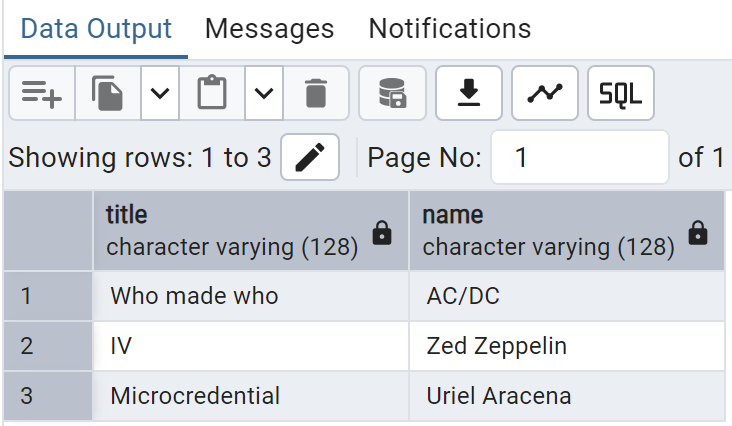 Data Output Messages Notifications
SQL
Showing rows: 1 to 3 Page No: 1 of 1
title name
character varying (128) character varying (128)
1 Who made who AC/DC
2 IV Zed Zeppelin
3 Microcredential Uriel Aracena